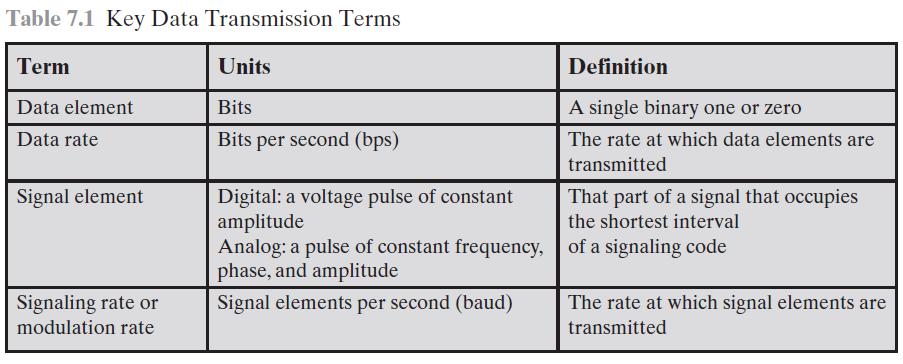 Table 7.1 Key Data Transmission Terms
Term Units Definition
Data element Bits A single binary one or zero
Data rate Bits per second (bps) The rate at which data elements are
transmitted
Signal element Digital: a voltage pulse of constant That part of a signal that occupies
amplitude the shortest interval
Analog: a pulse of constant frequency, of a signaling code
phase, and amplitude
Signaling rate or Signal elements per second (baud) The rate at which signal elements are
modulation rate transmitted